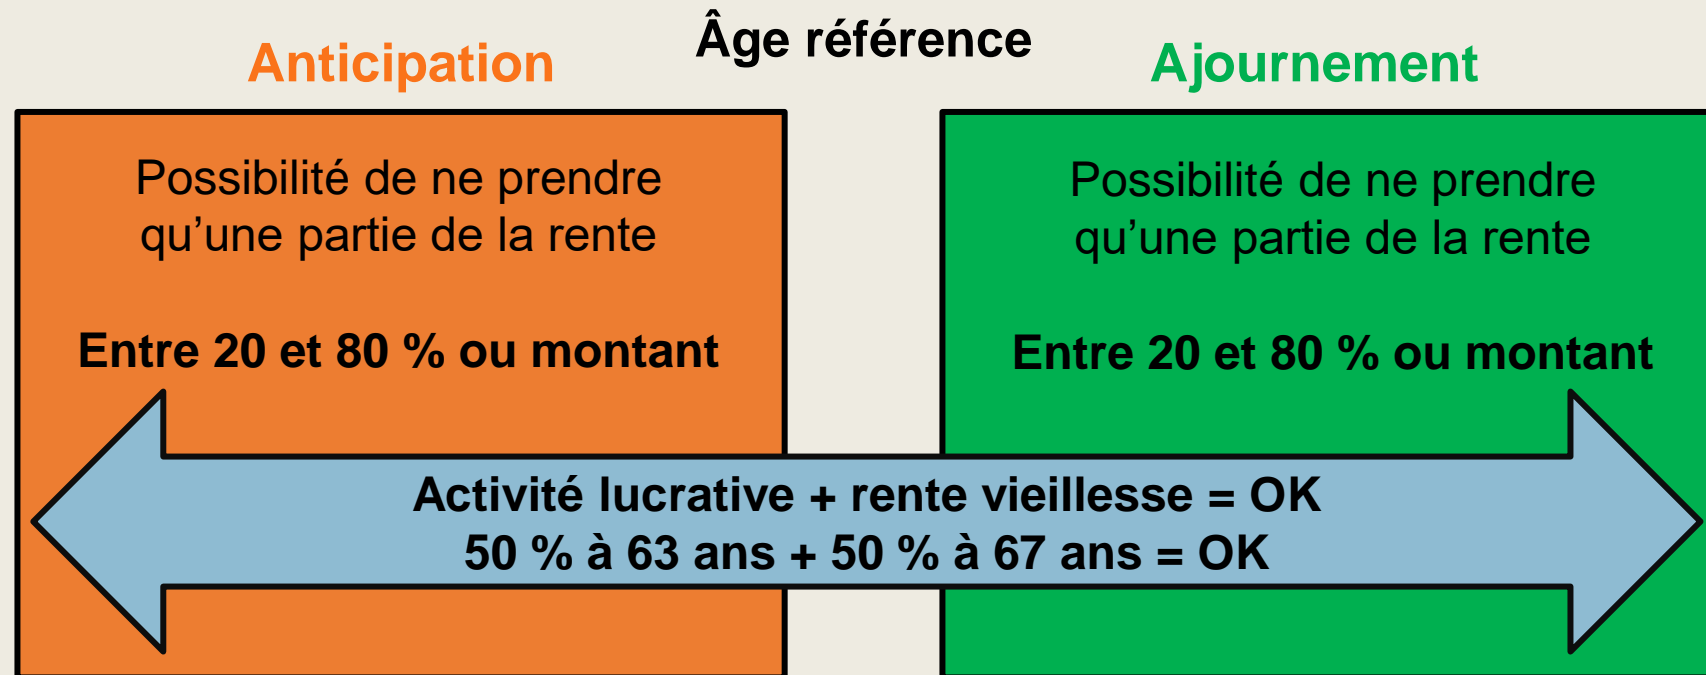 Anticipation
Âge référence
Ajournement
Possibilité de ne prendre
qu’une partie de la rente
Entre 20 et 80 % ou montant
Possibilité de ne prendre
qu’une partie de la rente
Entre 20 et 80 % ou montant
Activité lucrative + rente vieillesse = OK
50 % à 63 ans + 50 % à 67 ans = OK